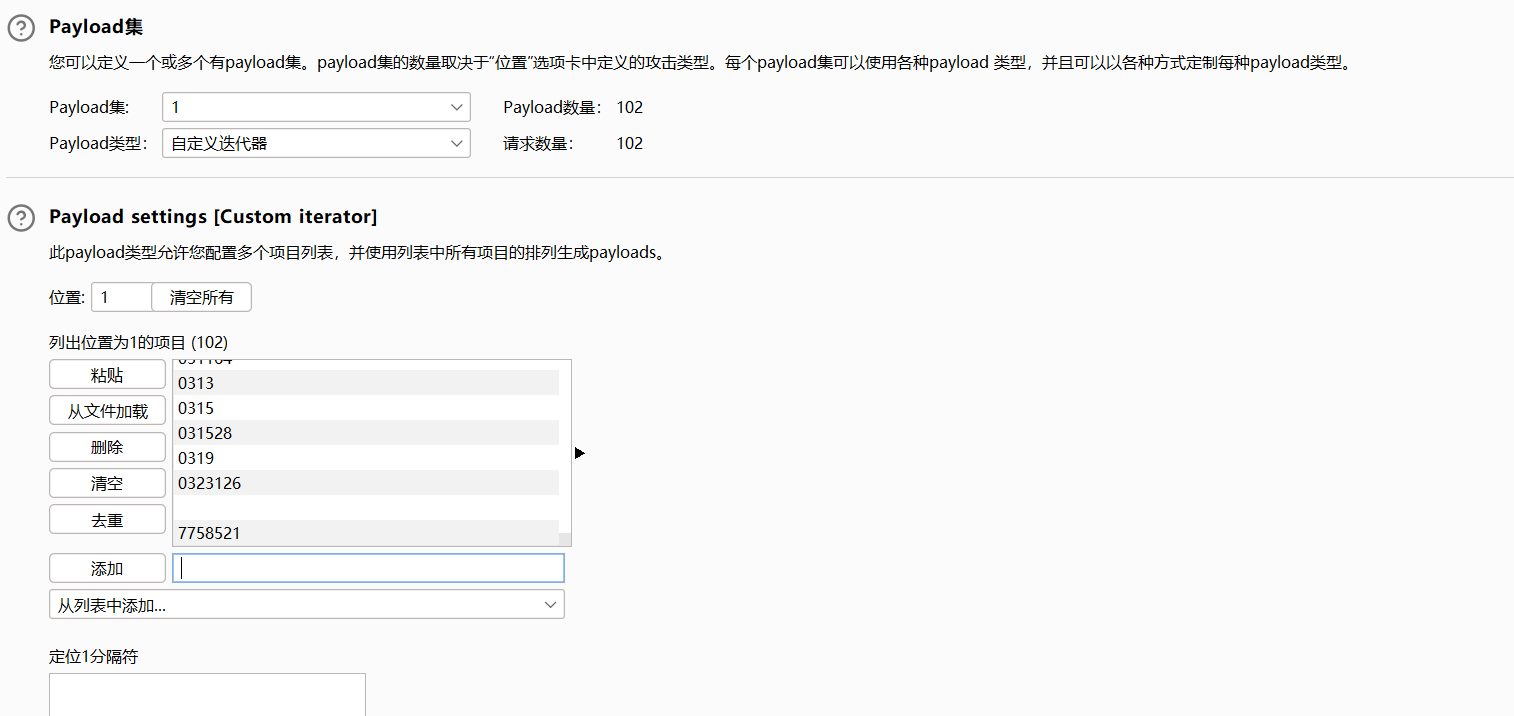 Payload集
您可以定义一个或多个有payload集。payload集的数量取决于“位置”选项卡中定义的攻击类型。每个payload集可以使用各种payload 类型，并且可以以各种方式定制每种payload类型。
Payload集: 1 Payload数量： 102
Payload类型： 自定义迭代器 请求数量： 102
Payload settings [Custom iterator]
此payload类型允许您配置多个项目列表，并使用列表中所有项目的排列生成payloads。
位置: 1 清空所有
列出位置为1的项目 (102)
粘贴
从文件加载
删除
清空
去重
0313
0315
031528
0319
0323126
7758521
添加
从列表中添加...
定位1分隔符